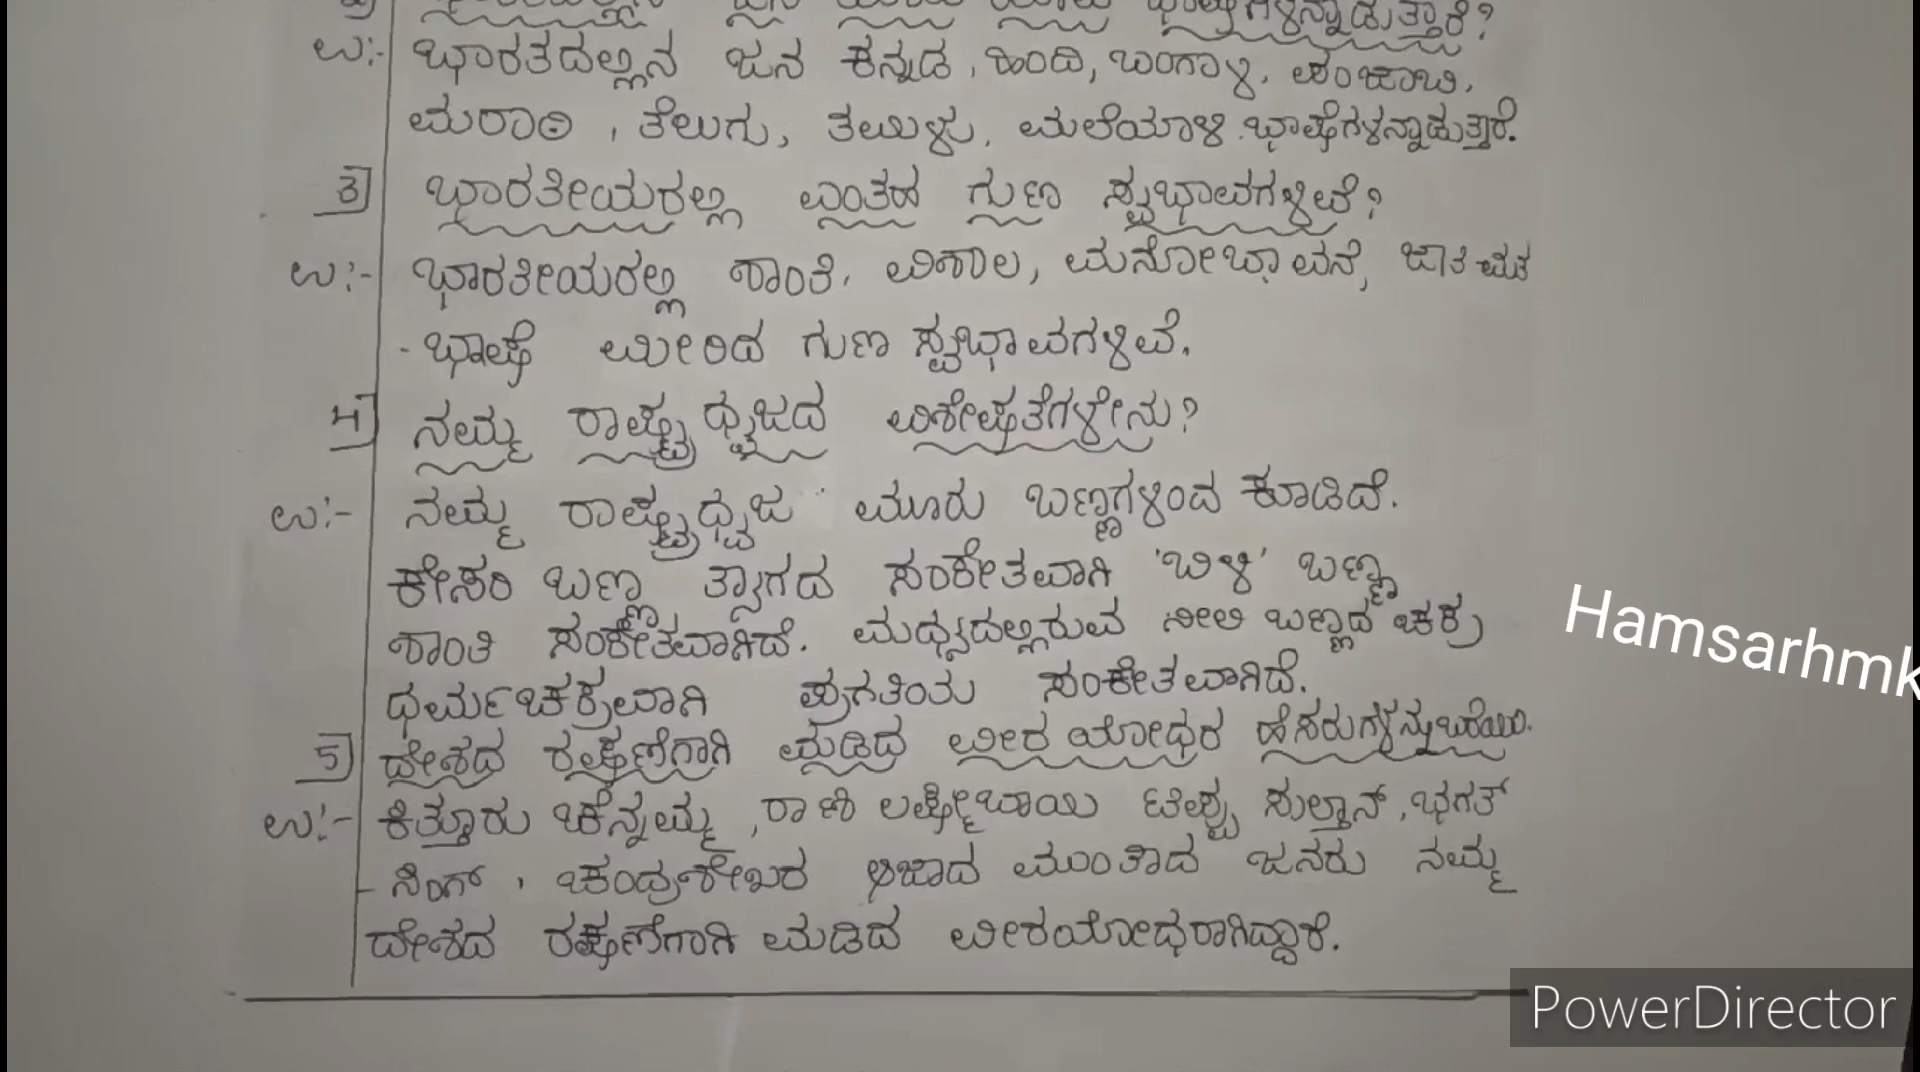 ಭಾಷೆಗಳನ್ನಾಡುತ್ತಾರೆ?
ಉ:- ಭಾರತದಲ್ಲಿನ ಜನ ಕನ್ನಡ, ಹಿಂದಿ, ಬಂಗಾಳಿ, ಪಂಜಾಬಿ,
ಮರಾಠಿ, ತೆಲುಗು, ತಮಿಳು, ಮಲೆಯಾಳಿ ಭಾಷೆಗಳನ್ನಾಡುತ್ತಾರೆ.
3] ಭಾರತೀಯರಲ್ಲಿ ಎಂತಹ ಗುಣ ಸ್ವಭಾವಗಳಿವೆ?
ಉ:- ಭಾರತೀಯರಲ್ಲಿ ಶಾಂತಿ, ವಿಶಾಲ, ಮನೋಭಾವನೆ, ಜಾತಿ ಮತ
- ಭಾಷೆ ಮೀರಿದ ಗುಣ ಸ್ವಭಾವಗಳಿವೆ.
4] ನಮ್ಮ ರಾಷ್ಟ್ರಧ್ವಜದ ವಿಶೇಷತೆಗಳೇನು?
ಉ:- ನಮ್ಮ ರಾಷ್ಟ್ರಧ್ವಜ ಮೂರು ಬಣ್ಣಗಳಿಂದ ಕೂಡಿದೆ.
ಕೇಸರಿ ಬಣ್ಣ ತ್ಯಾಗದ ಸಂಕೇತವಾಗಿ 'ಬಿಳಿ' ಬಣ್ಣ
ಶಾಂತಿ ಸಂಕೇತವಾಗಿದೆ. ಮಧ್ಯದಲ್ಲಿರುವ ನೀಲಿ ಬಣ್ಣದ ಚಕ್ರ
ಧರ್ಮಚಕ್ರವಾಗಿ ಪ್ರಗತಿಯ ಸಂಕೇತವಾಗಿದೆ.
5] ದೇಶದ ರಕ್ಷಣೆಗಾಗಿ ಮಡಿದ ವೀರ ಯೋಧರ ಹೆಸರುಗಳನ್ನು ಬರೆಯಿರಿ.
ಉ:- ಕಿತ್ತೂರು ಚೆನ್ನಮ್ಮ, ರಾಣಿ ಲಕ್ಷ್ಮೀಬಾಯಿ ಟಿಪ್ಪು ಸುಲ್ತಾನ್, ಭಗತ್
- ಸಿಂಗ್, ಚಂದ್ರಶೇಖರ ಆಜಾದ ಮುಂತಾದ ಜನರು ನಮ್ಮ
ದೇಶದ ರಕ್ಷಣೆಗಾಗಿ ಮಡಿದ ವೀರಯೋಧರಾಗಿದ್ದಾರೆ.
Hamsarhmk
PowerDirector